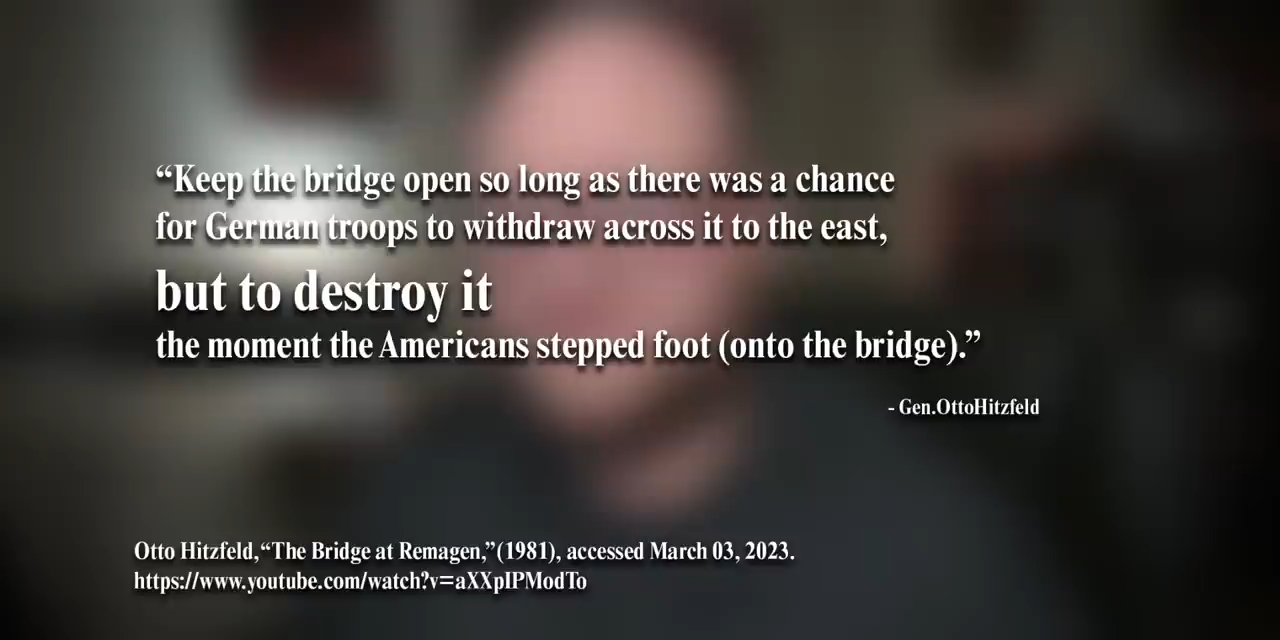 “Keep the bridge open so long as there was a chance
for German troops to withdraw across it to the east,
but to destroy it
the moment the Americans stepped foot (onto the bridge).”
- Gen.OttoHitzfeld
Otto Hitzfeld,“The Bridge at Remagen,”(1981), accessed March 03, 2023.
https://www.youtube.com/watch?v=aXXpIPModTo